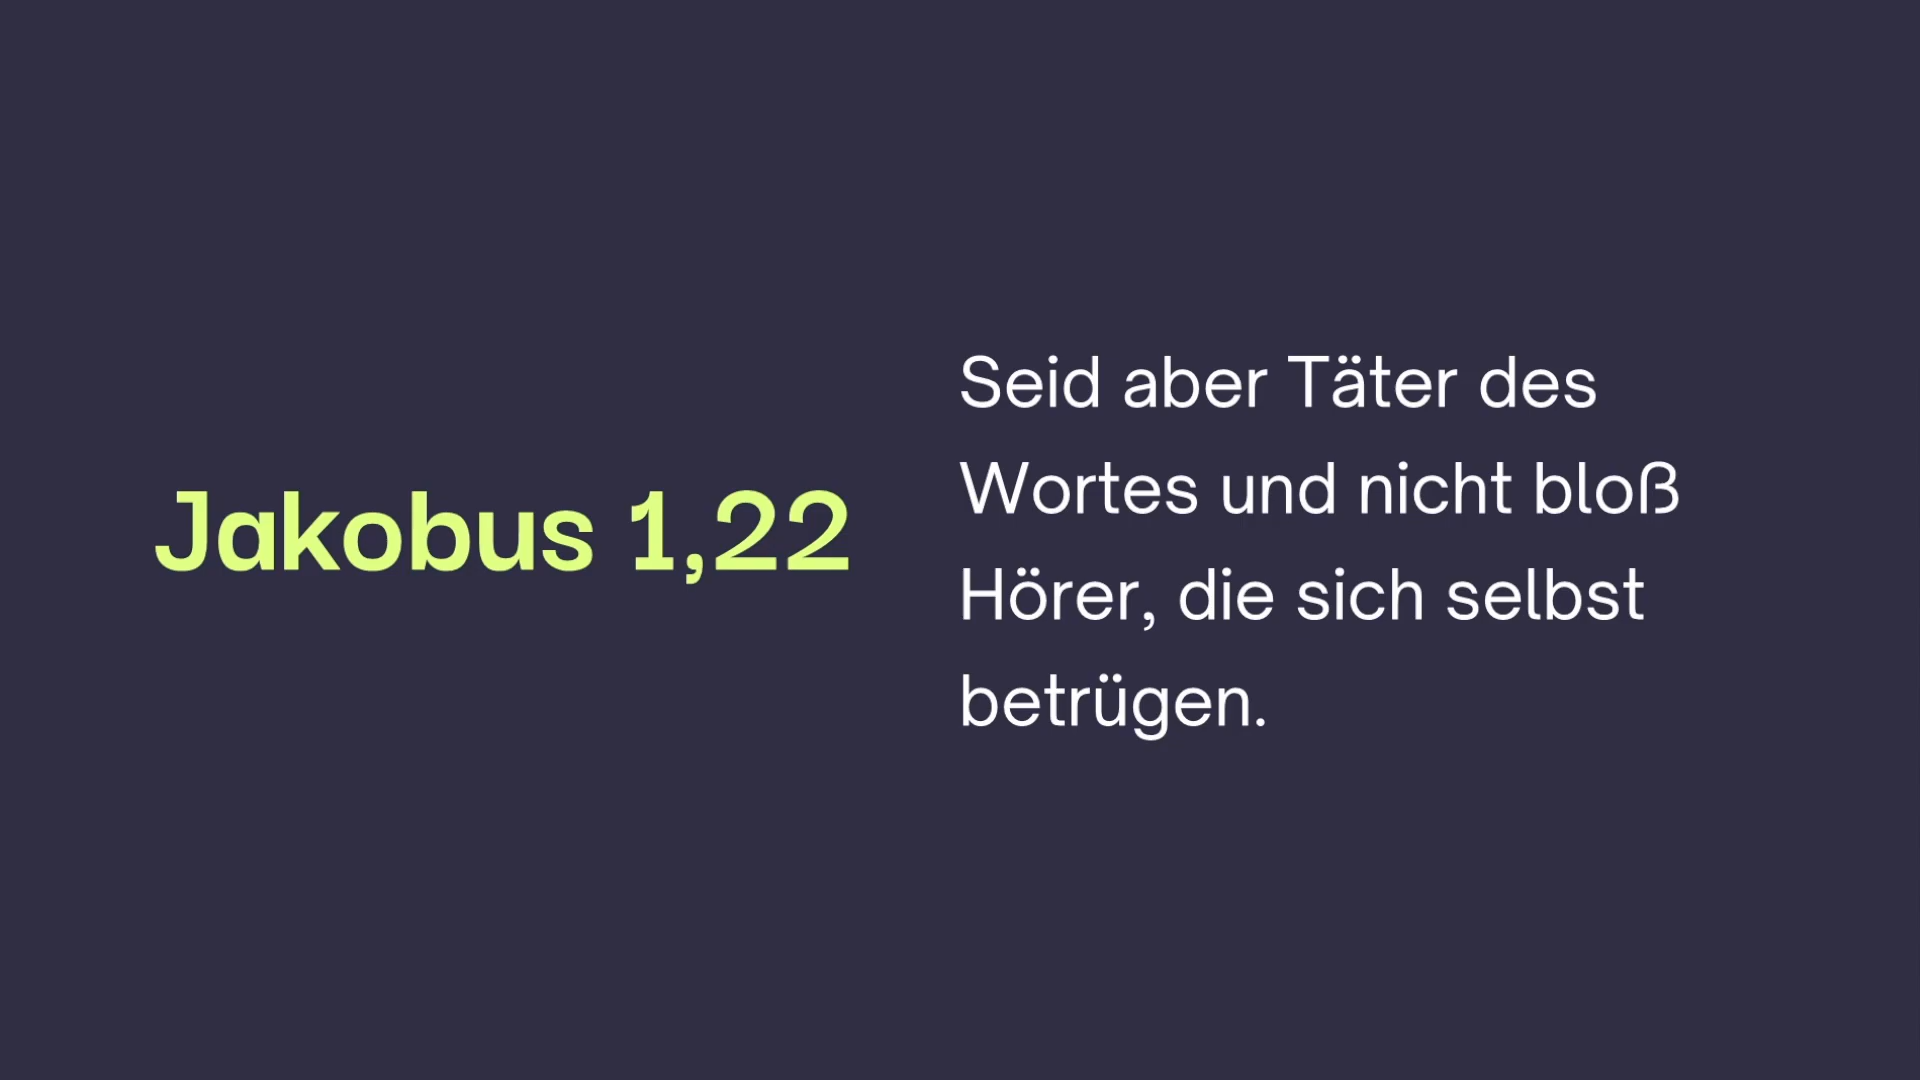 Jakobus 1,22
Seid aber Täter des
Wortes und nicht bloß
Hörer, die sich selbst
betrügen.